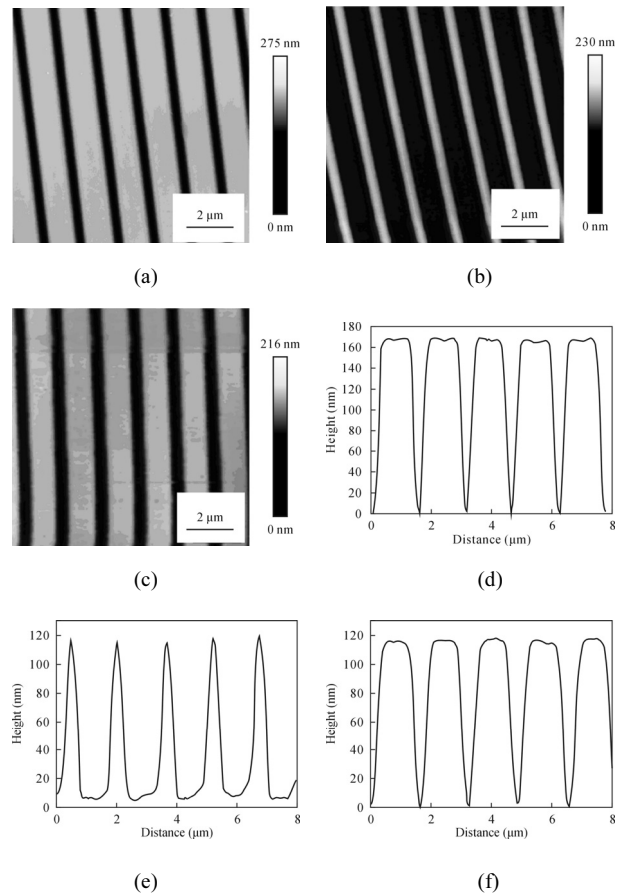 275 nm
2 μm
0 nm
(a)
230 nm
2 μm
0 nm
(b)
216 nm
2 μm
0 nm
(c)
180
160
140
120
100
80
60
40
20
0
Height (nm)
0 2 4 6 8
Distance (μm)
(d)
120
100
80
60
40
20
0
Height (nm)
0 2 4 6 8
Distance (μm)
(e)
120
100
80
60
40
20
0
Height (nm)
0 2 4 6 8
Distance (μm)
(f)